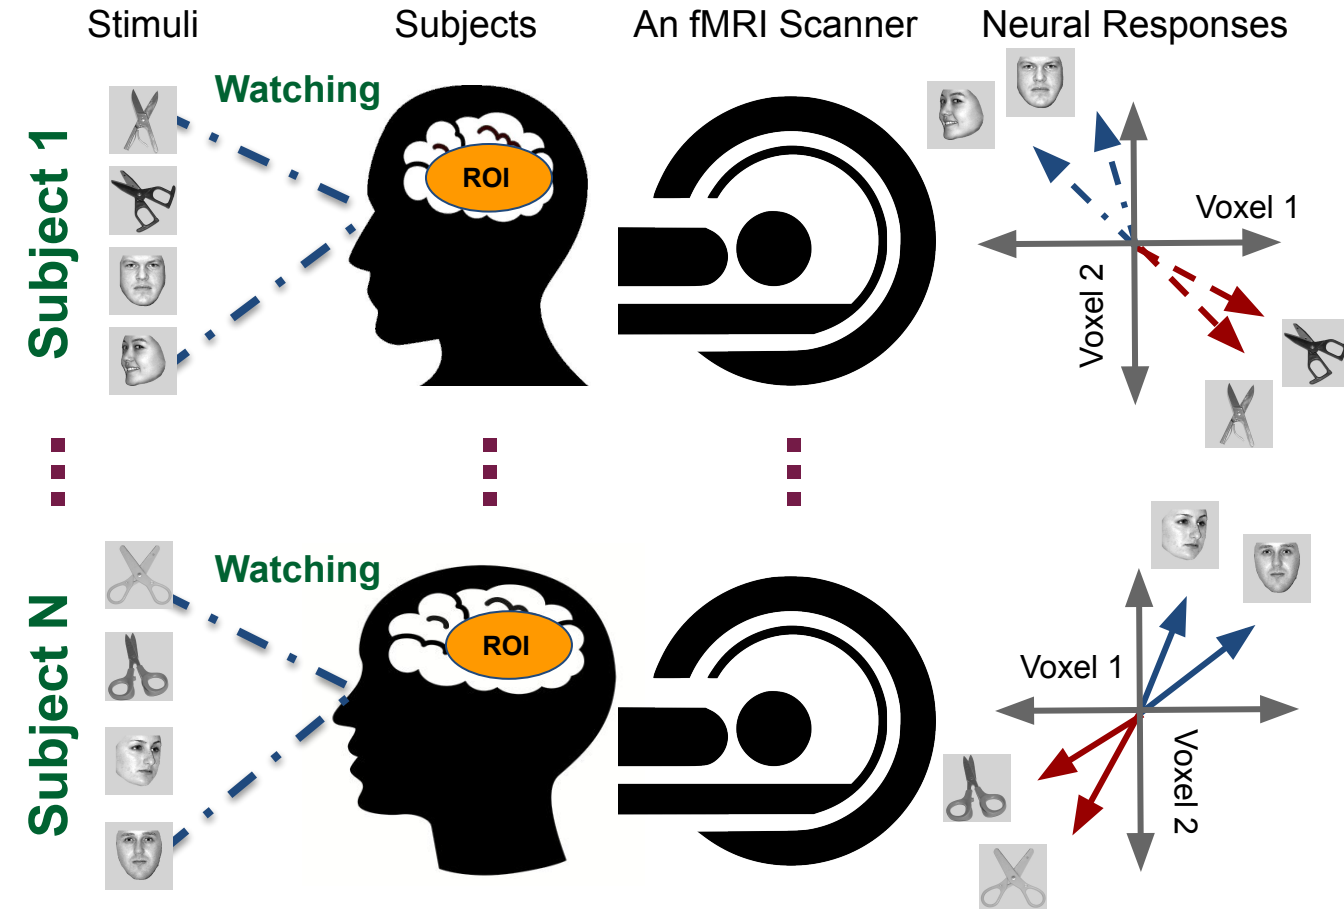 Stimuli
Subjects
An fMRI Scanner
Neural Responses
Subject 1
Watching
ROI
Voxel 1
Voxel 2
Subject N
Watching
ROI
Voxel 1
Voxel 2